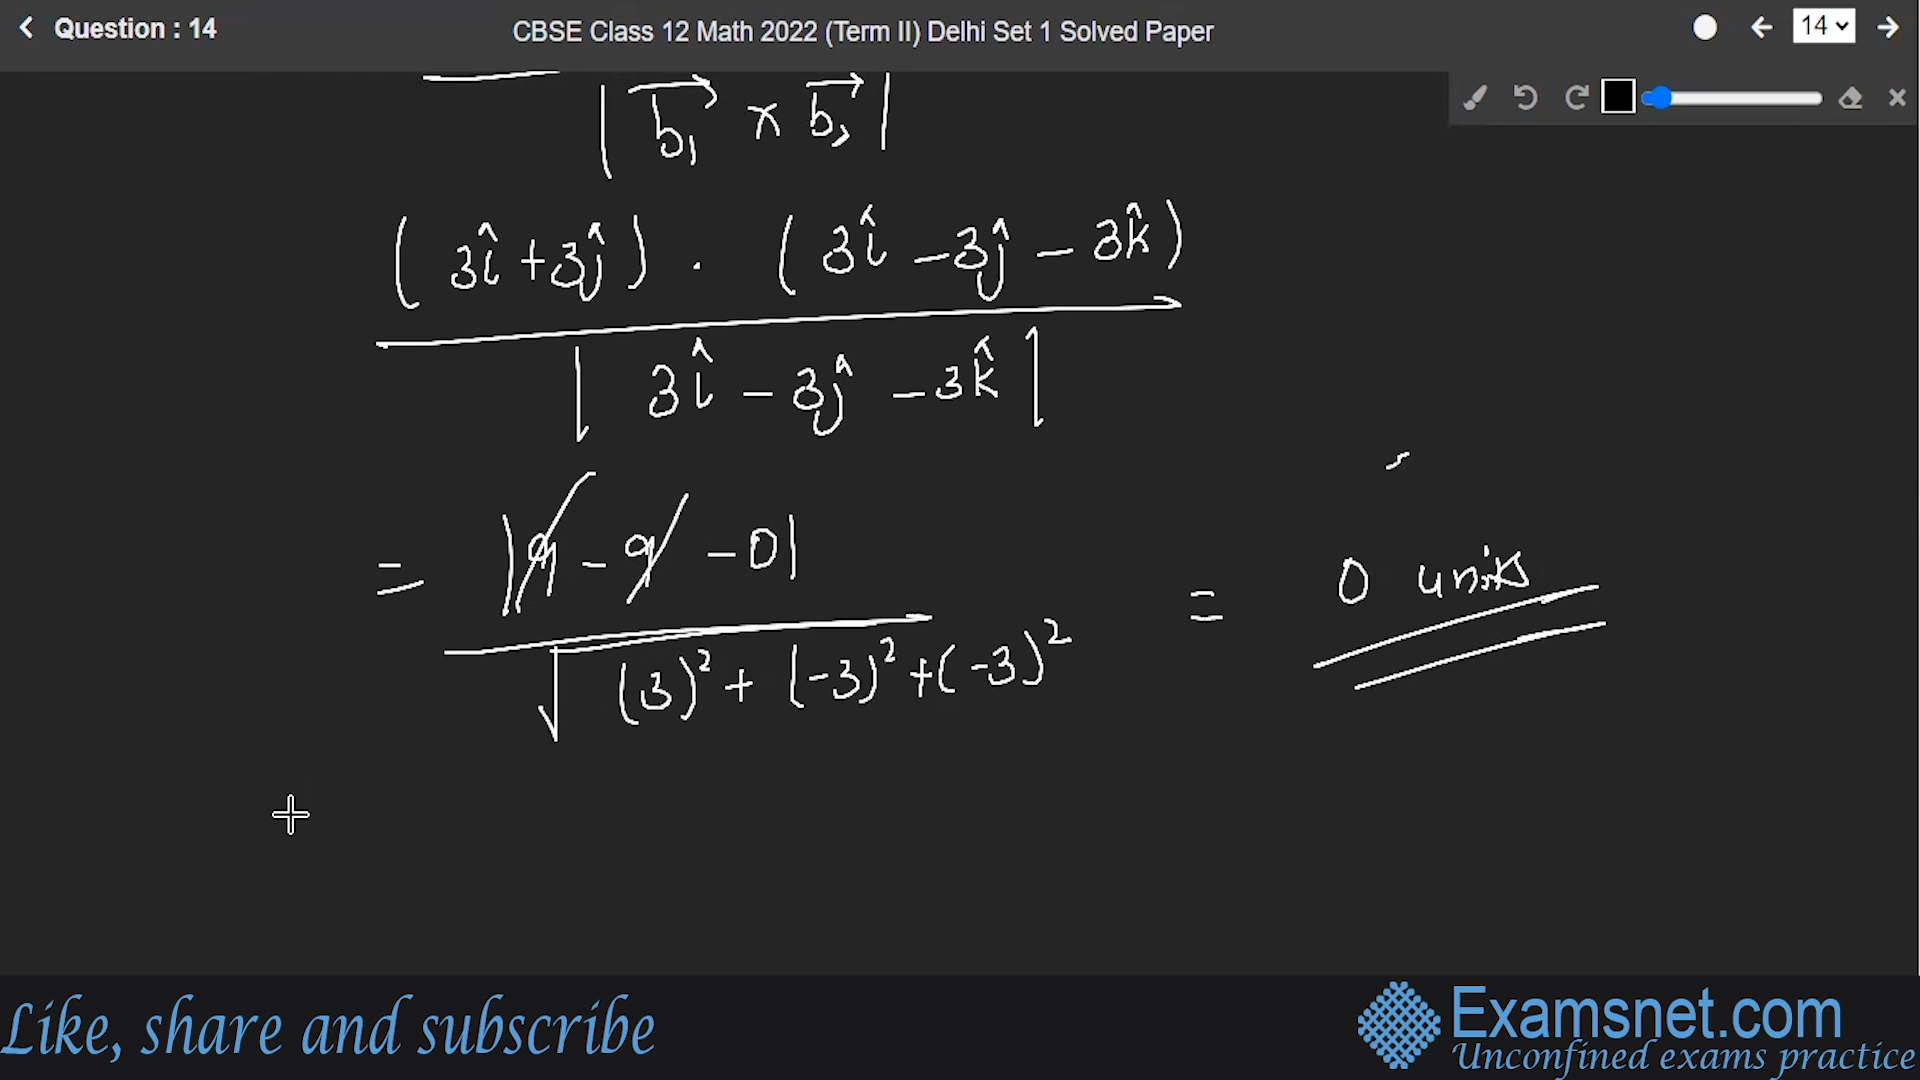 Question : 14
CBSE Class 12 Math 2022 (Term II) Delhi Set 1 Solved Paper
14
|b₁ × b₂|
(3î + 3ĵ) . (3î − 3ĵ − 3k̂)
| 3î − 3ĵ − 3k̂ |
= |9 − 9 − 0|
√ (3)² + (-3)² + (-3)²
= 0 units
Like, share and subscribe
Examsnet.com
Unconfined exams practice